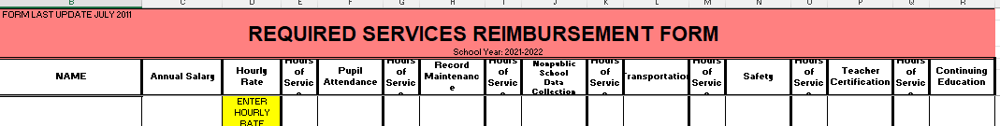 B C D E F G H I J K L M N O P Q R
FORM LAST UPDATE JULY 2011
REQUIRED SERVICES REIMBURSEMENT FORM
School Year: 2021-2022
NAME
Annual Salary
Hourly
Rate
Hours
of
Servic
e
Pupil
Attendance
Hours
of
Servic
e
Record
Maintenanc
e
Hours
of
Servic
e
Nonpublic
School
Data
Collection
Hours
of
Servic
e
Transportation
Hours
of
Servic
e
Safety
Hours
of
Servic
e
Teacher
Certification
Hours
of
Servic
e
Continuing
Education
ENTER
HOURLY
RATE